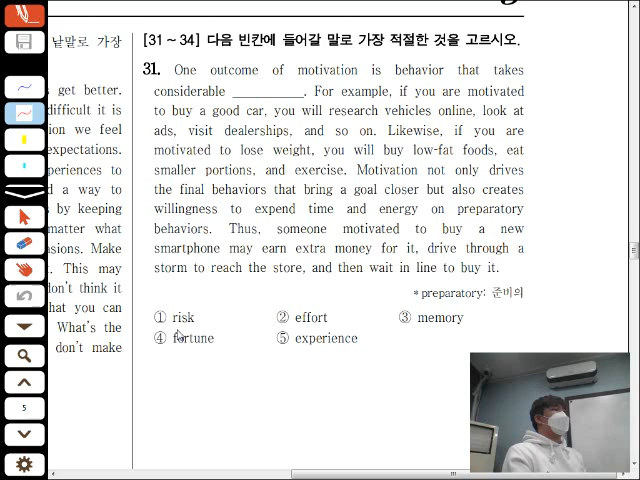 낱말로 가장
get better.
difficult it is
ion we feel
expectations.
periences to
d a way to
s by keeping
matter what
sions. Make
. This may
don't think it
hat you can
What's the
don't make
[31~34] 다음 빈칸에 들어갈 말로 가장 적절한 것을 고르시오.
31. One outcome of motivation is behavior that takes
considerable __________. For example, if you are motivated
to buy a good car, you will research vehicles online, look at
ads, visit dealerships, and so on. Likewise, if you are
motivated to lose weight, you will buy low-fat foods, eat
smaller portions, and exercise. Motivation not only drives
the final behaviors that bring a goal closer but also creates
willingness to expend time and energy on preparatory
behaviors. Thus, someone motivated to buy a new
smartphone may earn extra money for it, drive through a
storm to reach the store, and then wait in line to buy it.
* preparatory: 준비의
① risk ② effort ③ memory
④ fortune ⑤ experience
5